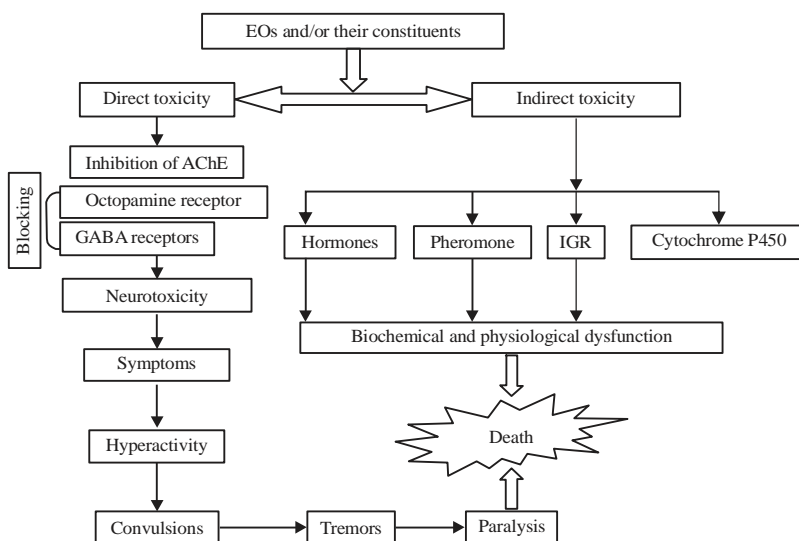 EOs and/or their constituents
Direct toxicity
Indirect toxicity
Inhibition of AChE
Blocking
Octopamine receptor
GABA receptors
Hormones
Pheromone
IGR
Cytochrome P450
Neurotoxicity
Biochemical and physiological dysfunction
Symptoms
Hyperactivity
Death
Convulsions
Tremors
Paralysis